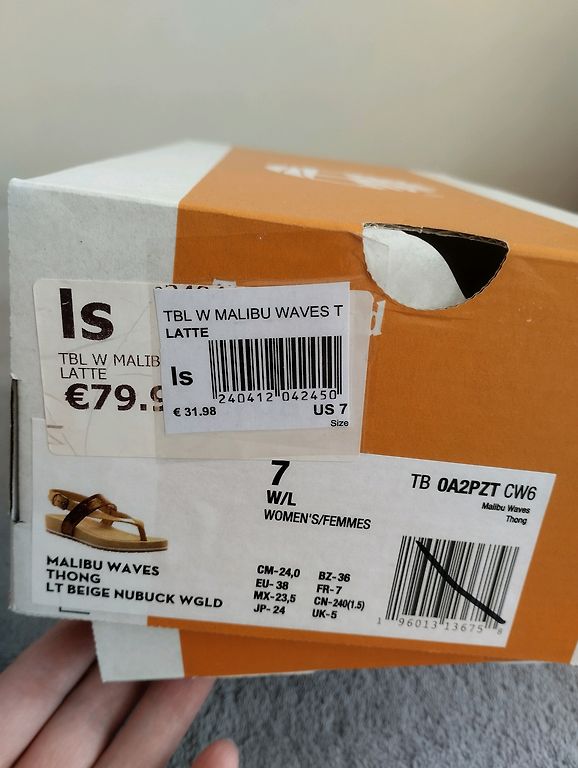 d
ls
TBL W MALIB
LATTE
€79.9
TBL W MALIBU WAVES T
LATTE
ls
240412 042450
€ 31.98
US 7
Size
7
W/L
WOMEN'S/FEMMES
TB 0A2PZT CW6
Malibu Waves
Thong
MALIBU WAVES
THONG
LT BEIGE NUBUCK WGLD
CM-24,0 BZ-36
EU- 38 FR-7
MX-23,5 CN-240(1.5)
JP- 24 UK-5
1 96013 13675 8